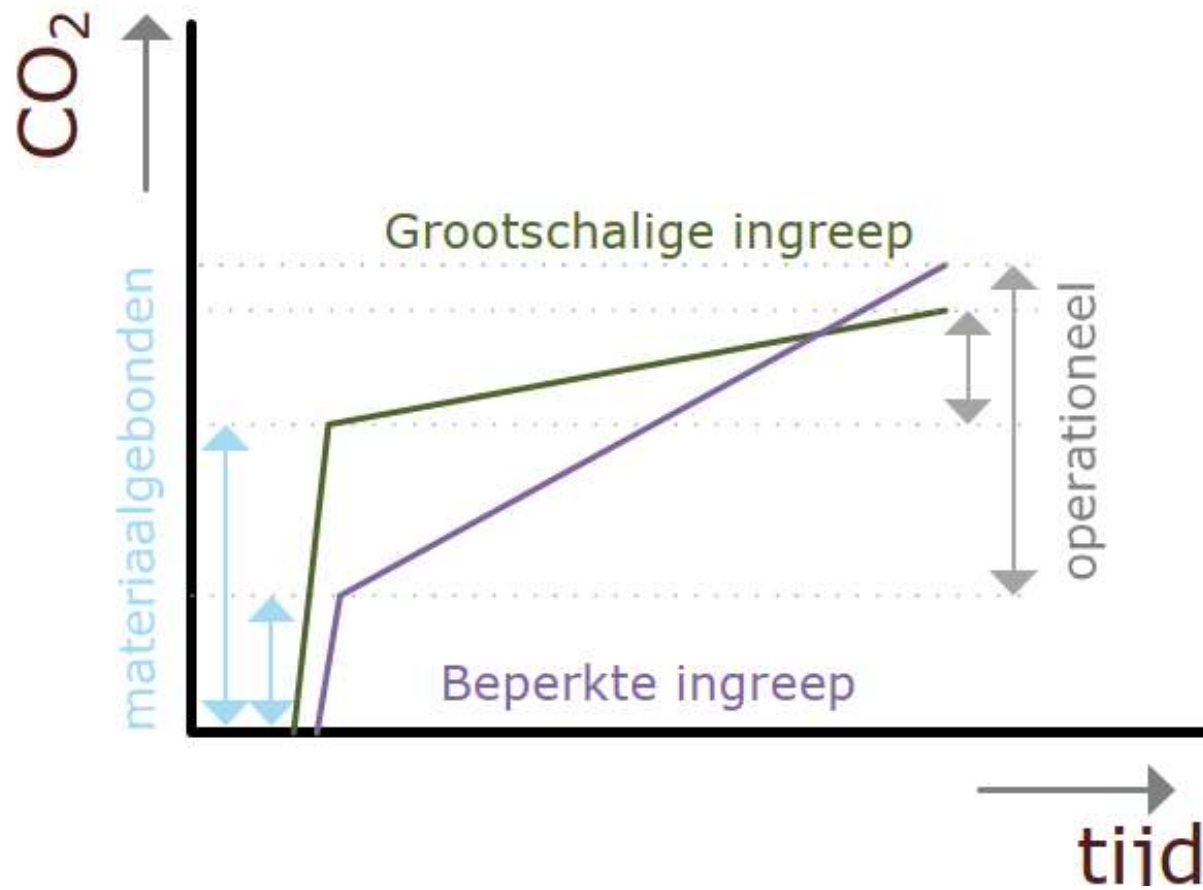 CO₂
Grootschalige ingreep
materiaalgebonden
operationeel
Beperkte ingreep
tijd